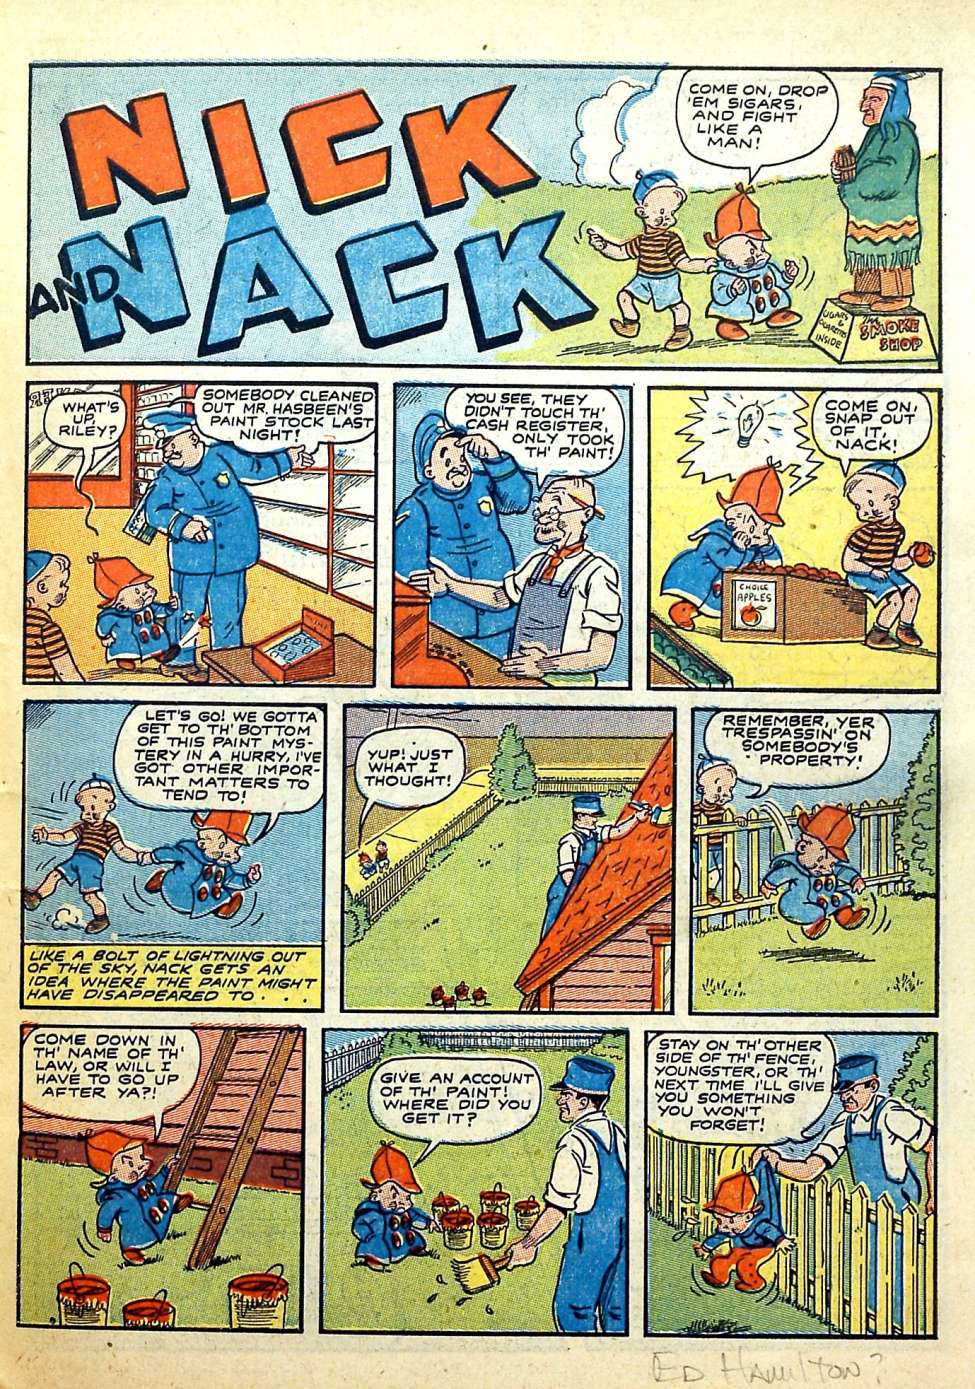 NICK
AND NACK
COME ON, DROP
'EM SIGARS,
AND FIGHT
LIKE A
MAN!
CIGARS
&
CIGARETTES
INSIDE
The
SMOKE
SHOP
WHAT'S
UP,
RILEY?
SOMEBODY CLEANED
OUT MR. HASBEEN'S
PAINT STOCK LAST
NIGHT!
YOU SEE, THEY
DIDN'T TOUCH TH'
CASH REGISTER,
ONLY TOOK
TH' PAINT!
COME ON,
SNAP OUT
OF IT,
NACK!
CHOICE
APPLES
LET'S GO! WE GOTTA
GET TO TH' BOTTOM
OF THIS PAINT MYS-
TERY IN A HURRY, I'VE
GOT OTHER IMPOR-
TANT MATTERS TO
TEND TO!
LIKE A BOLT OF LIGHTNING OUT
OF THE SKY, NACK GETS AN
IDEA WHERE THE PAINT MIGHT
HAVE DISAPPEARED TO . . .
YUP! JUST
WHAT I
THOUGHT!
REMEMBER, YER
TRESPASSIN' ON
SOMEBODY'S
PROPERTY!
COME DOWN IN
TH' NAME OF TH'
LAW, OR WILL I
HAVE TO GO UP
AFTER YA?!
GIVE AN ACCOUNT
OF TH' PAINT!
WHERE DID YOU
GET IT?
STAY ON TH' OTHER
SIDE OF TH' FENCE,
YOUNGSTER, OR TH'
NEXT TIME I'LL GIVE
YOU SOMETHING
YOU WON'T
FORGET!
ED HAMILTON?